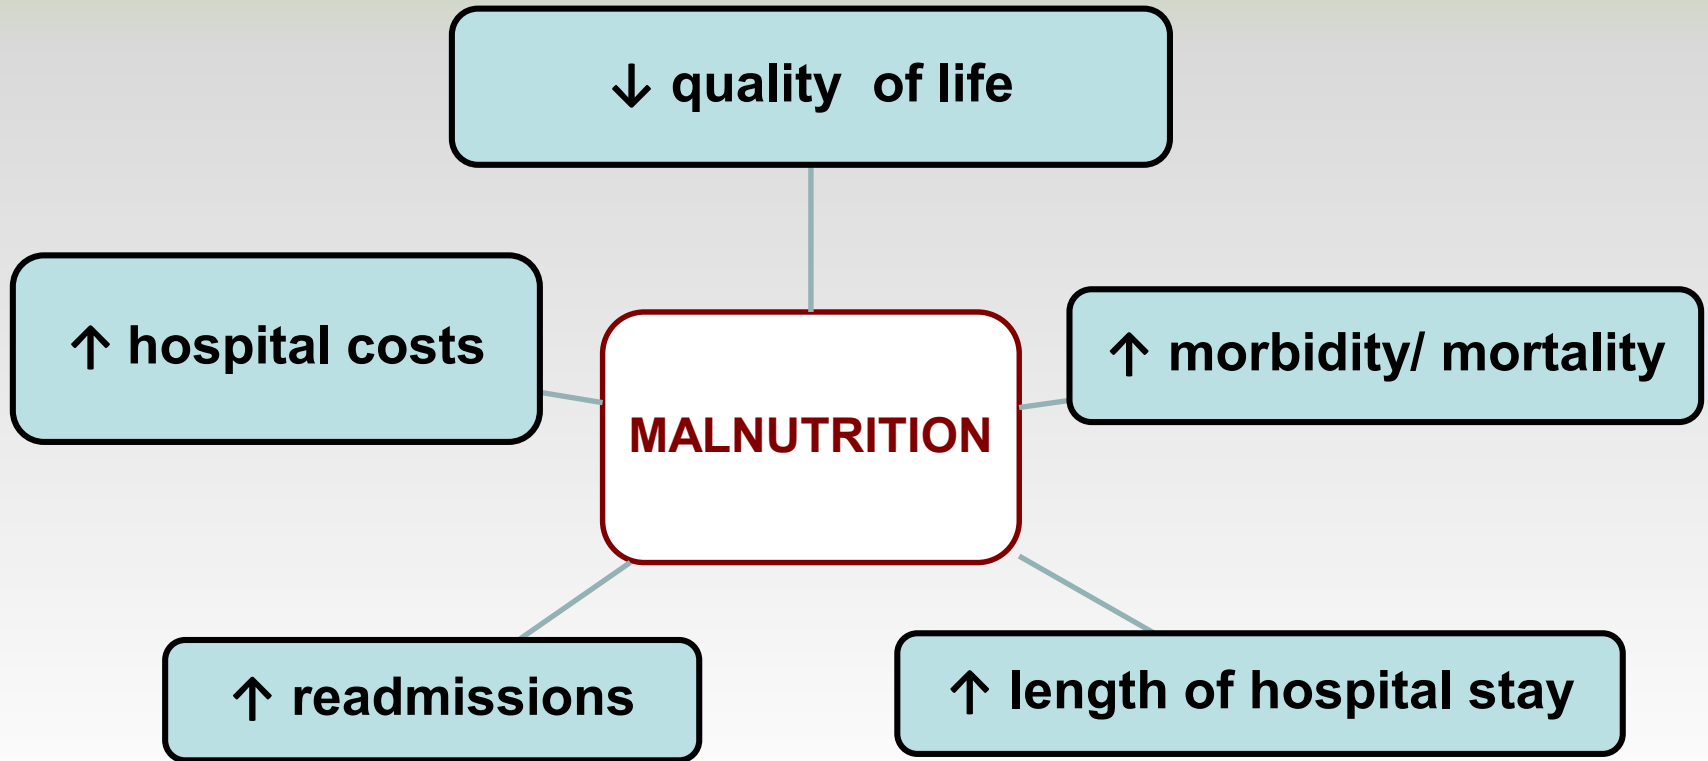 ↓ quality of life
↑ hospital costs
↑ morbidity/ mortality
MALNUTRITION
↑ readmissions
↑ length of hospital stay